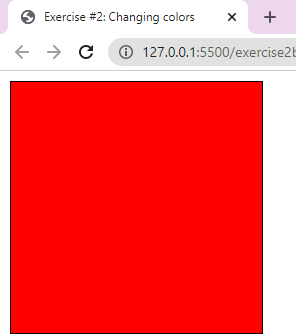 Exercise #2: Changing colors
127.0.0.1:5500/exercise2b